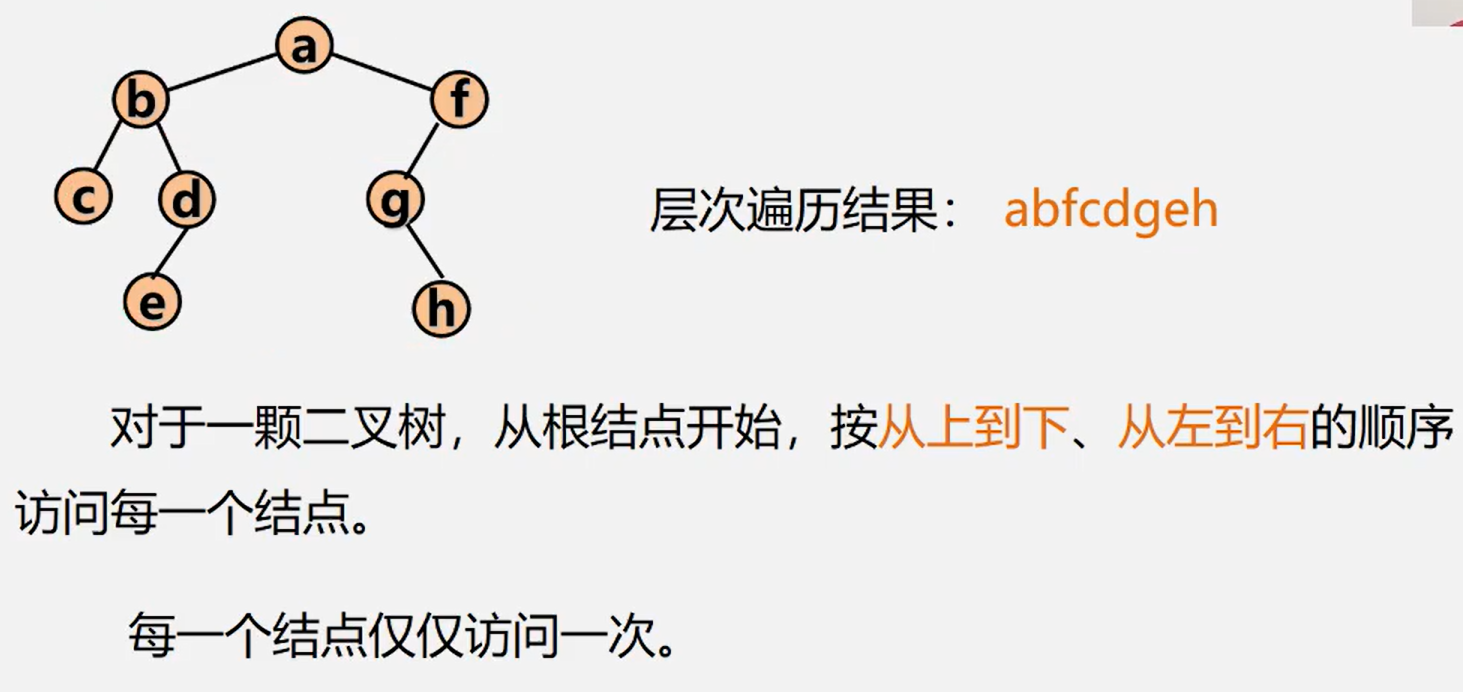 a
b f
c d g
e h
层次遍历结果： abfcdgeh
对于一颗二叉树，从根结点开始，按从上到下、从左到右的顺序
访问每一个结点。
每一个结点仅仅访问一次。